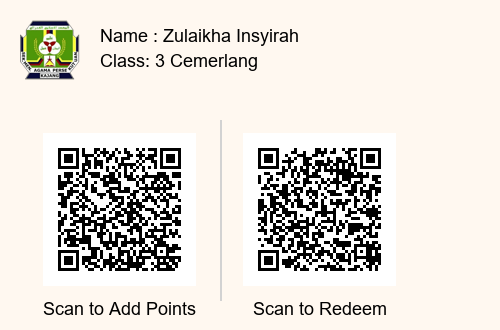 Name : Zulaikha Insyirah
Class: 3 Cemerlang
AGAMA PERSE
KAJANG
Scan to Add Points
Scan to Redeem